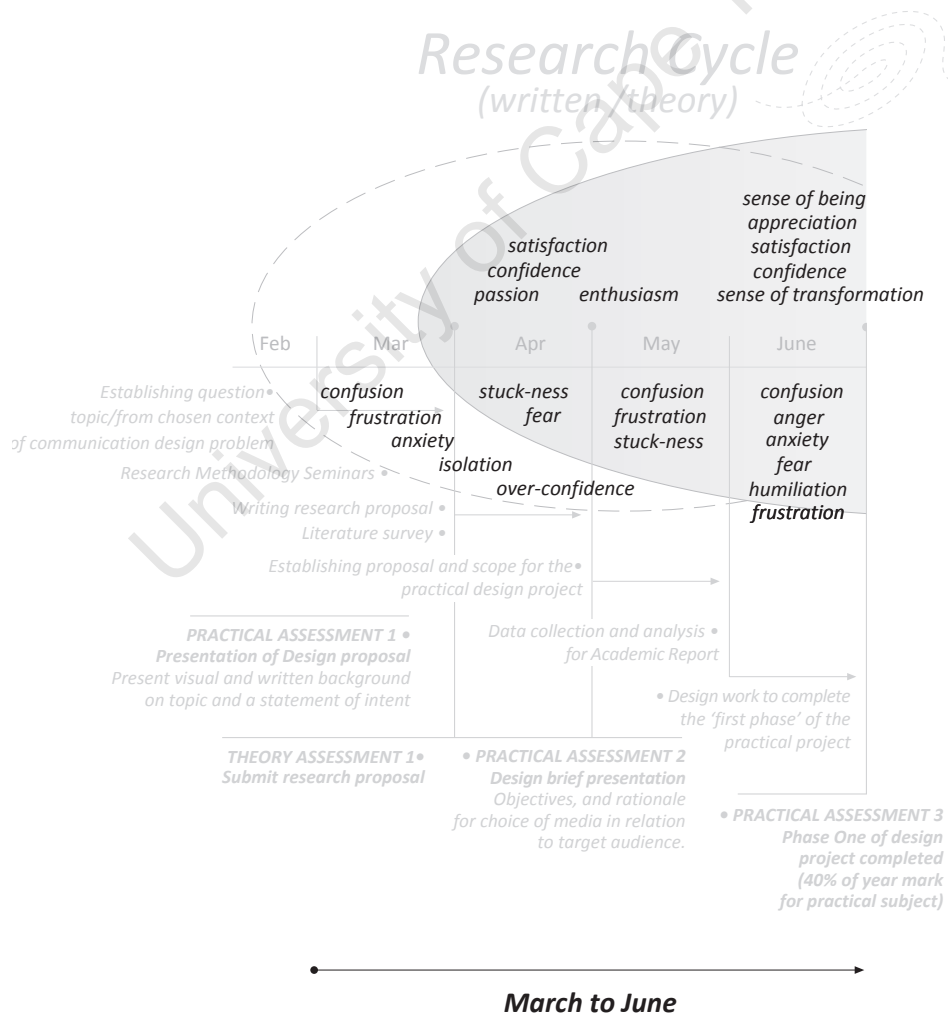 Research Cycle
(written /theory)
University of Cape
sense of being
appreciation
satisfaction
confidence
sense of transformation
satisfaction
confidence
passion enthusiasm
Feb Mar Apr May June
Establishing question•
topic/from chosen context
of communication design problem
Research Methodology Seminars •
Writing research proposal •
Literature survey •
Establishing proposal and scope for the•
practical design project
confusion
frustration
anxiety
isolation
over-confidence
stuck-ness
fear
confusion
frustration
stuck-ness
confusion
anger
anxiety
fear
humiliation
frustration
PRACTICAL ASSESSMENT 1 •
Presentation of Design proposal
Present visual and written background
on topic and a statement of intent
Data collection and analysis •
for Academic Report
• Design work to complete
the ‘first phase’ of the
practical project
THEORY ASSESSMENT 1•
Submit research proposal
• PRACTICAL ASSESSMENT 2
Design brief presentation
Objectives, and rationale
for choice of media in relation
to target audience.
• PRACTICAL ASSESSMENT 3
Phase One of design
project completed
(40% of year mark
for practical subject)
March to June